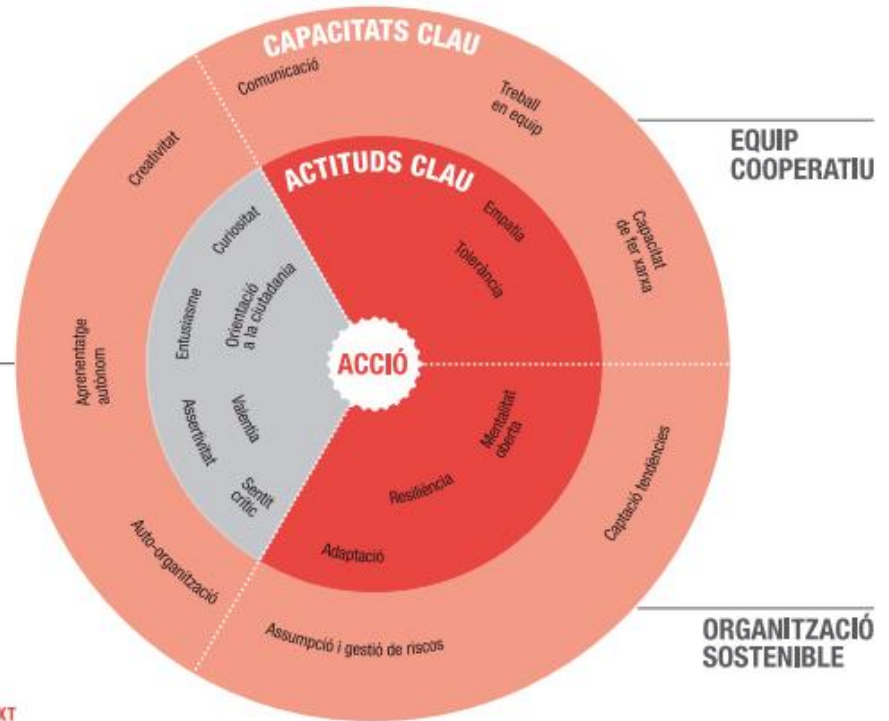 CAPACITATS CLAU
Comunicació
Treball
en equip
Capacitat
de fer xarxa
Creativitat
Aprenentatge
autònom
Auto-organització
Captació tendències
Assumpció i gestió de riscos
ACTITUDS CLAU
Empatia
Tolerància
Curiositat
Orientació
a la ciutadania
Entusiasme
Valentia
Assertivitat
Sentit
crític
Mentalitat
oberta
Resiliència
Adaptació
ACCIÓ
EQUIP
COOPERATIU
ORGANITZACIÓ
SOSTENIBLE